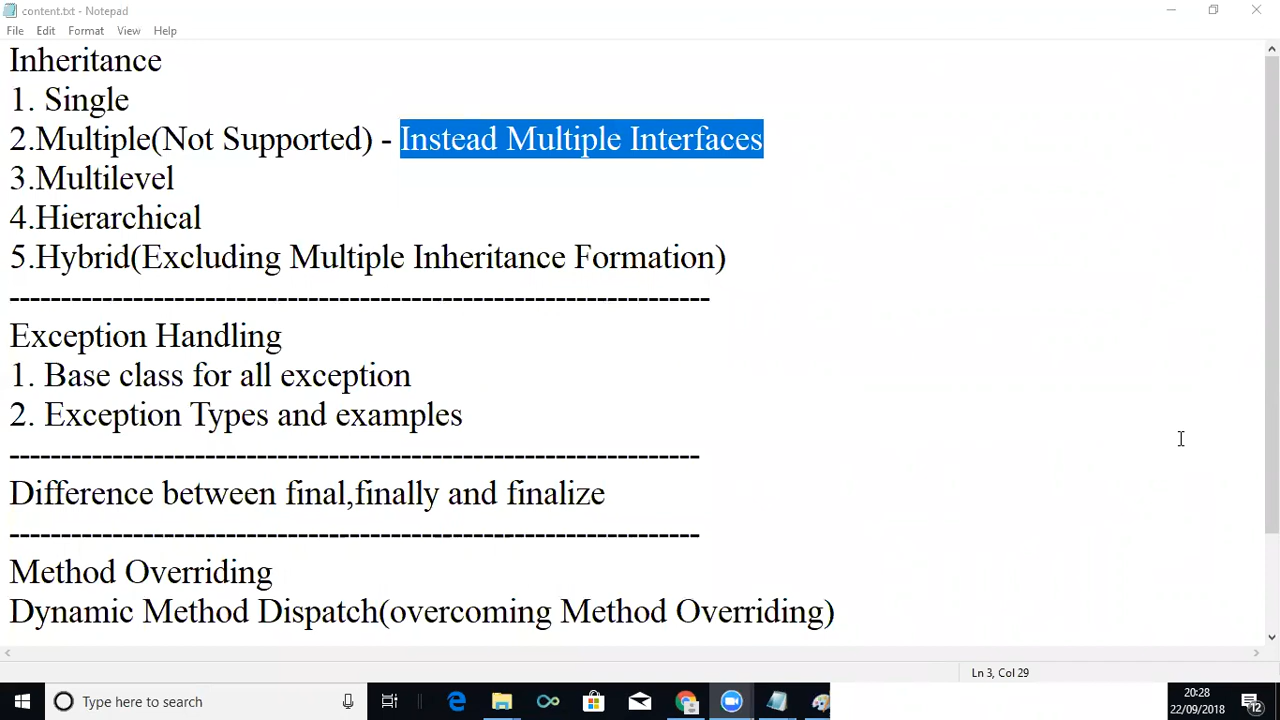 content.txt - Notepad
File Edit Format View Help
Inheritance
1. Single
2.Multiple(Not Supported) - Instead Multiple Interfaces
3.Multilevel
4.Hierarchical
5.Hybrid(Excluding Multiple Inheritance Formation)
--------------------------------------------------------------------
Exception Handling
1. Base class for all exception
2. Exception Types and examples
-------------------------------------------------------------------
Difference between final,finally and finalize
-------------------------------------------------------------------
Method Overriding
Dynamic Method Dispatch(overcoming Method Overriding)
Ln 3, Col 29
Type here to search
20:28
22/09/2018
12